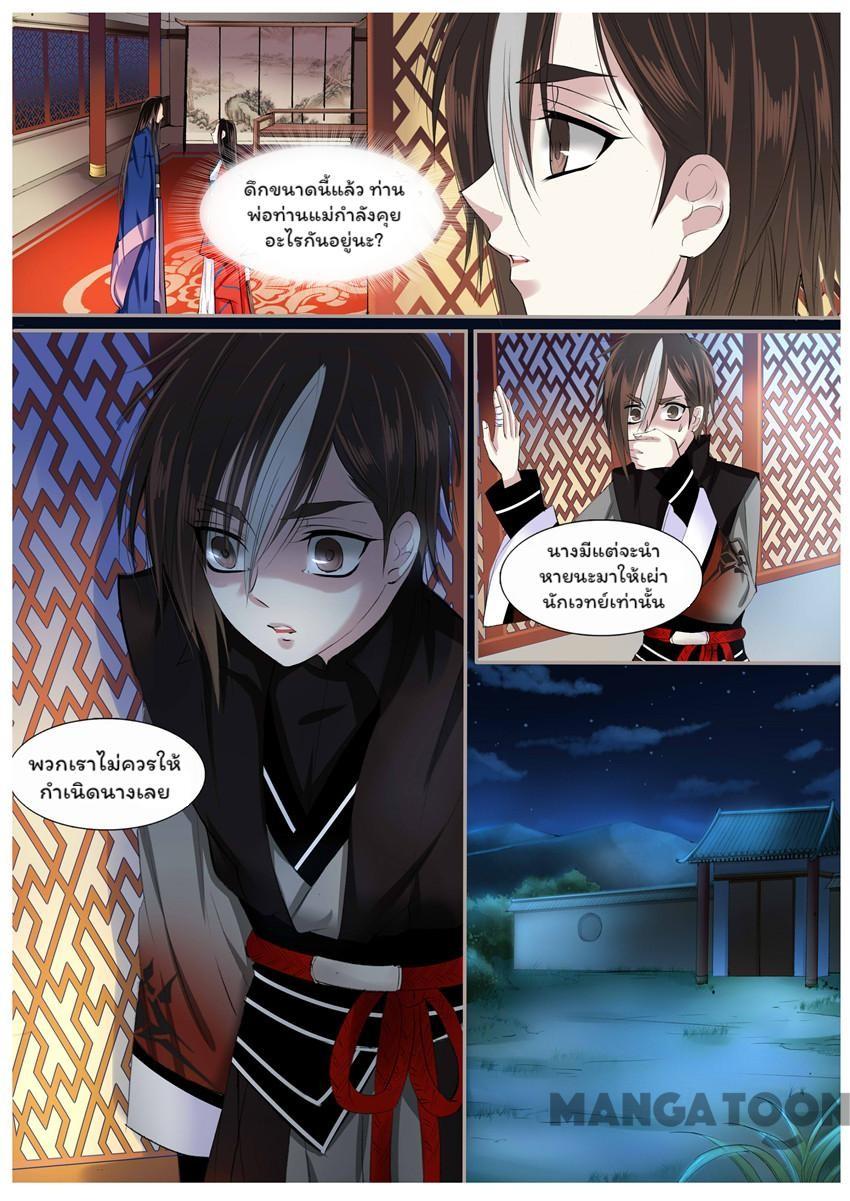 ดึกขนาดนี้แล้ว ท่าน
พ่อท่านแม่กำลังคุย
อะไรกันอยู่นะ?
นางมีแต่จะนำ
หายนะมาให้เผ่า
นักเวทย์เท่านั้น
พวกเราไม่ควรให้
กำเนิดนางเลย
MANGATOON